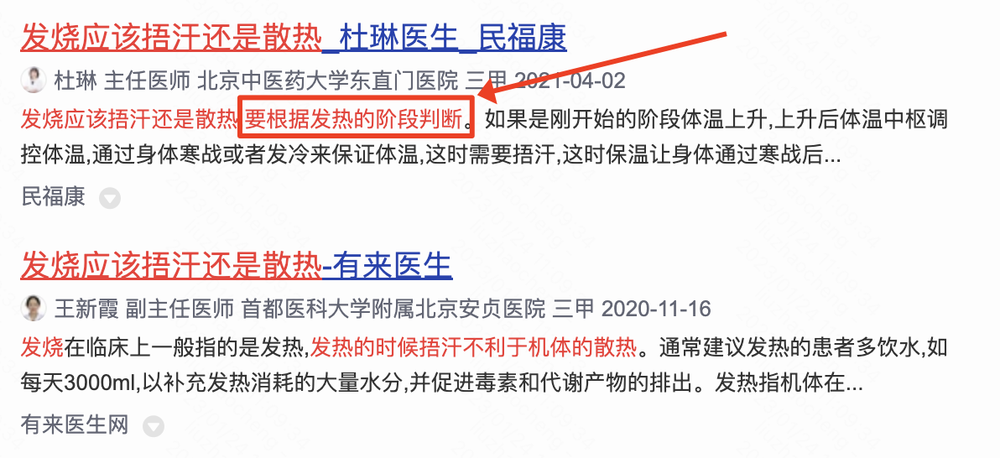 发烧应该捂汗还是散热_杜琳医生_民福康
杜琳 主任医师 北京中医药大学东直门医院 三甲 2021-04-02
发烧应该捂汗还是散热,要根据发热的阶段判断。如果是刚开始的阶段体温上升,上升后体温中枢调
控体温,通过身体寒战或者发冷来保证体温,这时需要捂汗,这时保温让身体通过寒战后...
民福康
发烧应该捂汗还是散热-有来医生
王新霞 副主任医师 首都医科大学附属北京安贞医院 三甲 2020-11-16
发烧在临床上一般指的是发热,发热的时候捂汗不利于机体的散热。通常建议发热的患者多饮水,如
每天3000ml,以补充发热消耗的大量水分,并促进毒素和代谢产物的排出。发热指机体在...
有来医生网